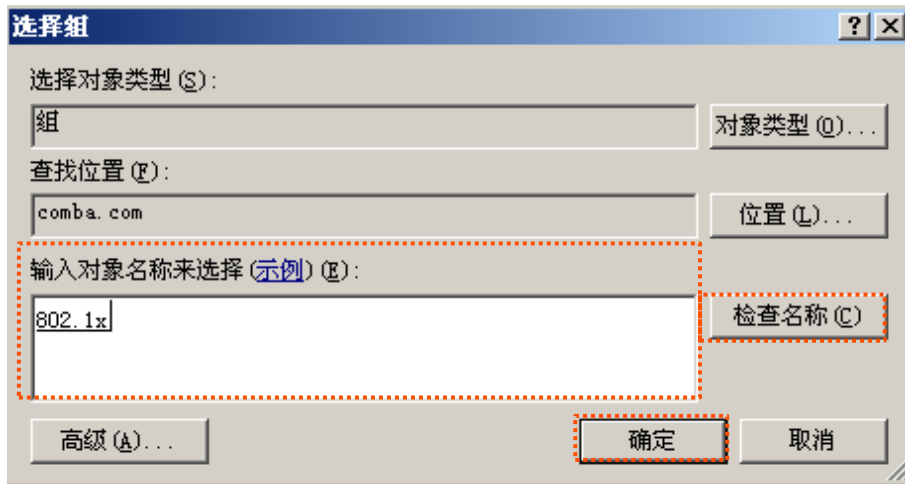 选择组
选择对象类型(S):
组
对象类型(O)...
查找位置(F):
comba.com
位置(L)...
输入对象名称来选择(示例)(E):
802.1x
检查名称(C)
高级(A)...
确定
取消